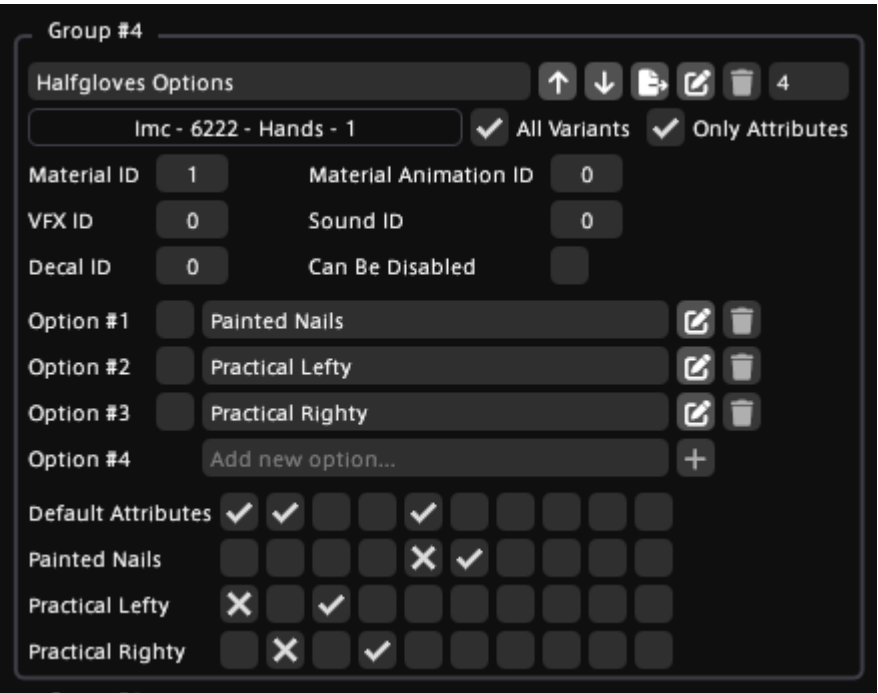 Group #4
Halfgloves Options 4
Imc - 6222 - Hands - 1 All Variants Only Attributes
Material ID 1 Material Animation ID 0
VFX ID 0 Sound ID 0
Decal ID 0 Can Be Disabled
Option #1 Painted Nails
Option #2 Practical Lefty
Option #3 Practical Righty
Option #4 Add new option...
Default Attributes
Painted Nails
Practical Lefty
Practical Righty